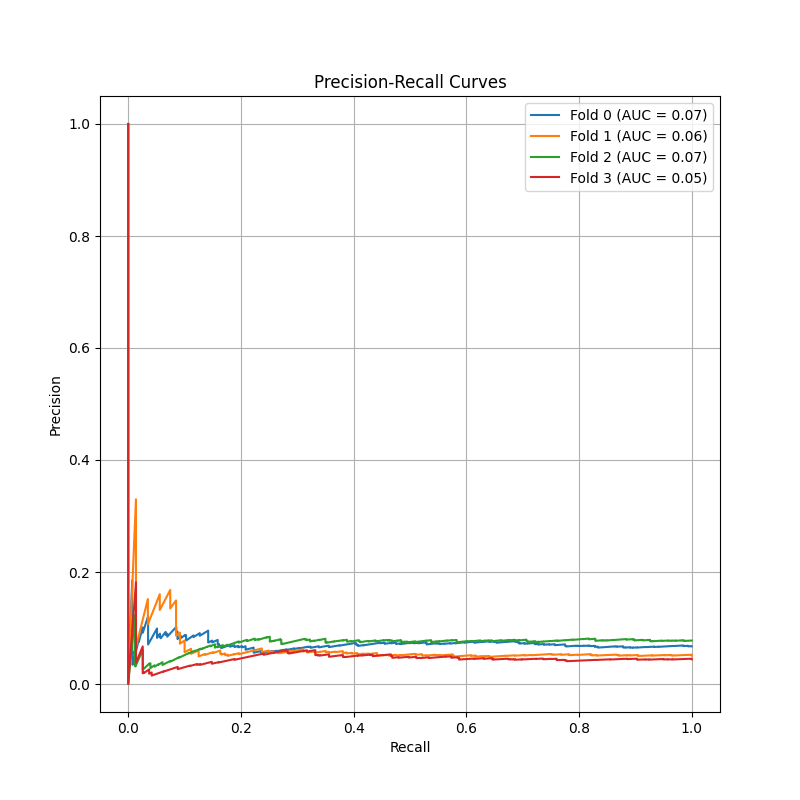 Precision-Recall Curves
Fold 0 (AUC = 0.07)
Fold 1 (AUC = 0.06)
Fold 2 (AUC = 0.07)
Fold 3 (AUC = 0.05)
Precision
1.0
0.8
0.6
0.4
0.2
0.0
0.0 0.2 0.4 0.6 0.8 1.0
Recall